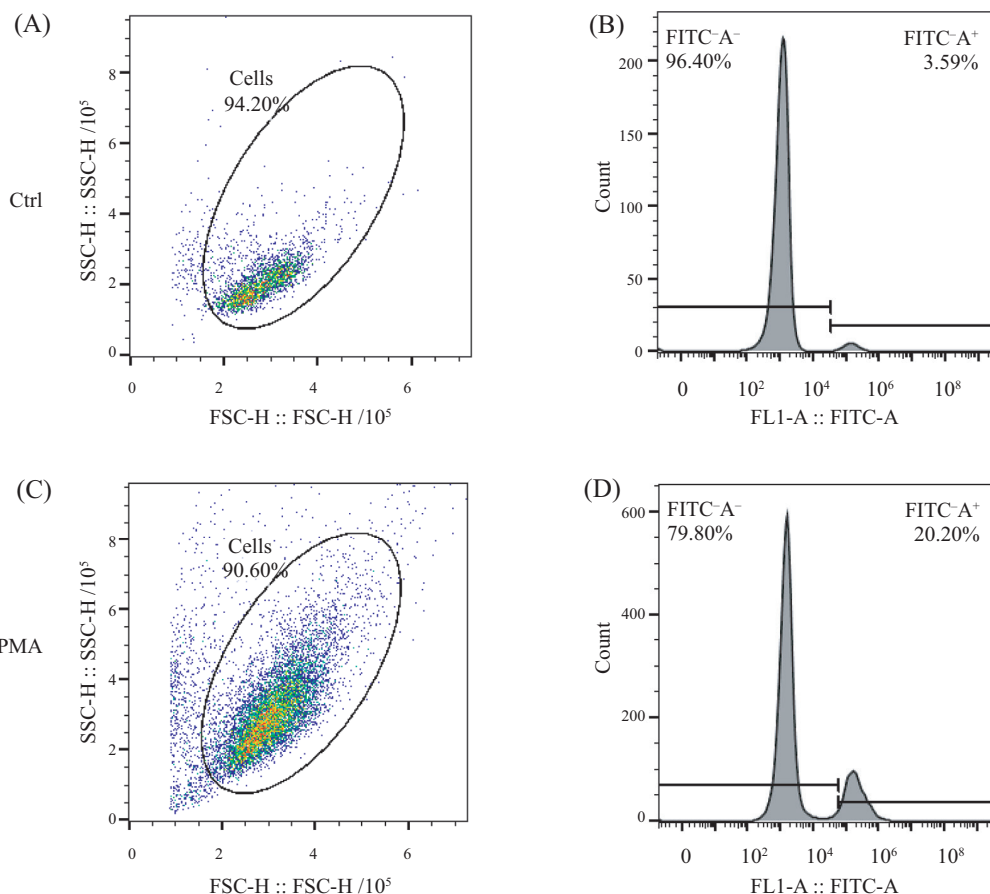 (A)
Cells
94.20%
8
6
4
2
0
SSC-H :: SSC-H /10⁵
Ctrl
0 2 4 6
FSC-H :: FSC-H /10⁵
(B)
FITC-A⁻ FITC-A⁺
96.40% 3.59%
200
150
100
50
0
Count
0 10² 10⁴ 10⁶ 10⁸
FL1-A :: FITC-A
(C)
Cells
90.60%
8
6
4
2
0
SSC-H :: SSC-H /10⁵
PMA
0 2 4 6
FSC-H :: FSC-H /10⁵
(D)
FITC-A⁻ FITC-A⁺
79.80% 20.20%
600
400
200
0
Count
0 10² 10⁴ 10⁶ 10⁸
FL1-A :: FITC-A